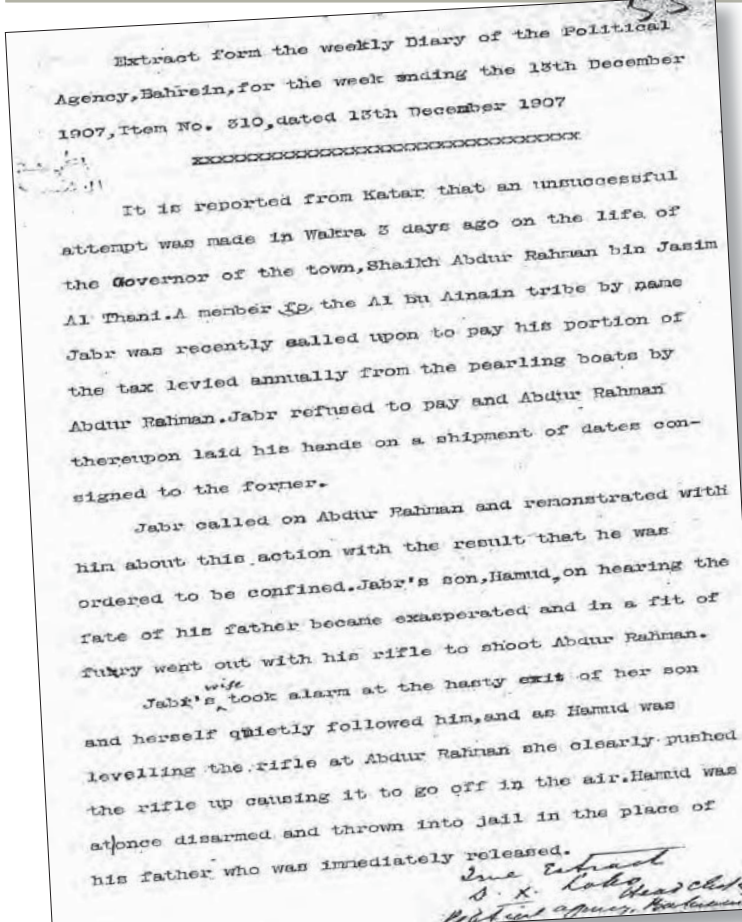 55
Extract form the weekly Diary of the Political
Agency,Bahrein,for the week ending the 13th December
1907,Item No. 310,dated 13th December 1907
xxxxxxxxxxxxxxxxxxxxxxxxxxxxxxxxx
It is reported from Katar that an unsuccessful
attempt was made in Wakra 3 days ago on the life of
the Governor of the town,Shaikh Abdur Rahman bin Jasim
Al Thani.A member fo the Al bu Ainain tribe by name
Jabr was recently called upon to pay his portion of
the tax levied annually from the pearling boats by
Abdur Rahman.Jabr refused to pay and Abdur Rahman
thereupon laid his hands on a shipment of dates con-
signed to the former.
Jabr called on Abdur Rahman and remonstrated with
him about this action with the result that he was
ordered to be confined.Jabr's son,Hamud,on hearing the
fate of his father became exasperated and in a fit of
fury went out with his rifle to shoot Abdur Rahman.
Jabr's wife took alarm at the hasty exit of her son
and herself quietly followed him,and as Hamud was
levelling the rifle at Abdur Rahman she clearly pushed
the rifle up causing it to go off in the air.Hamud was
at once disarmed and thrown into jail in the place of
his father who was immediately released.
True Extract
Head Clerk
Political Agency,